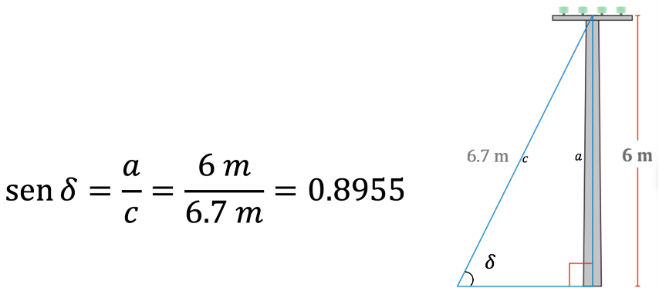 sen δ = a/c = 6 m/6.7 m = 0.8955
6.7 m
c
a
6 m
δ